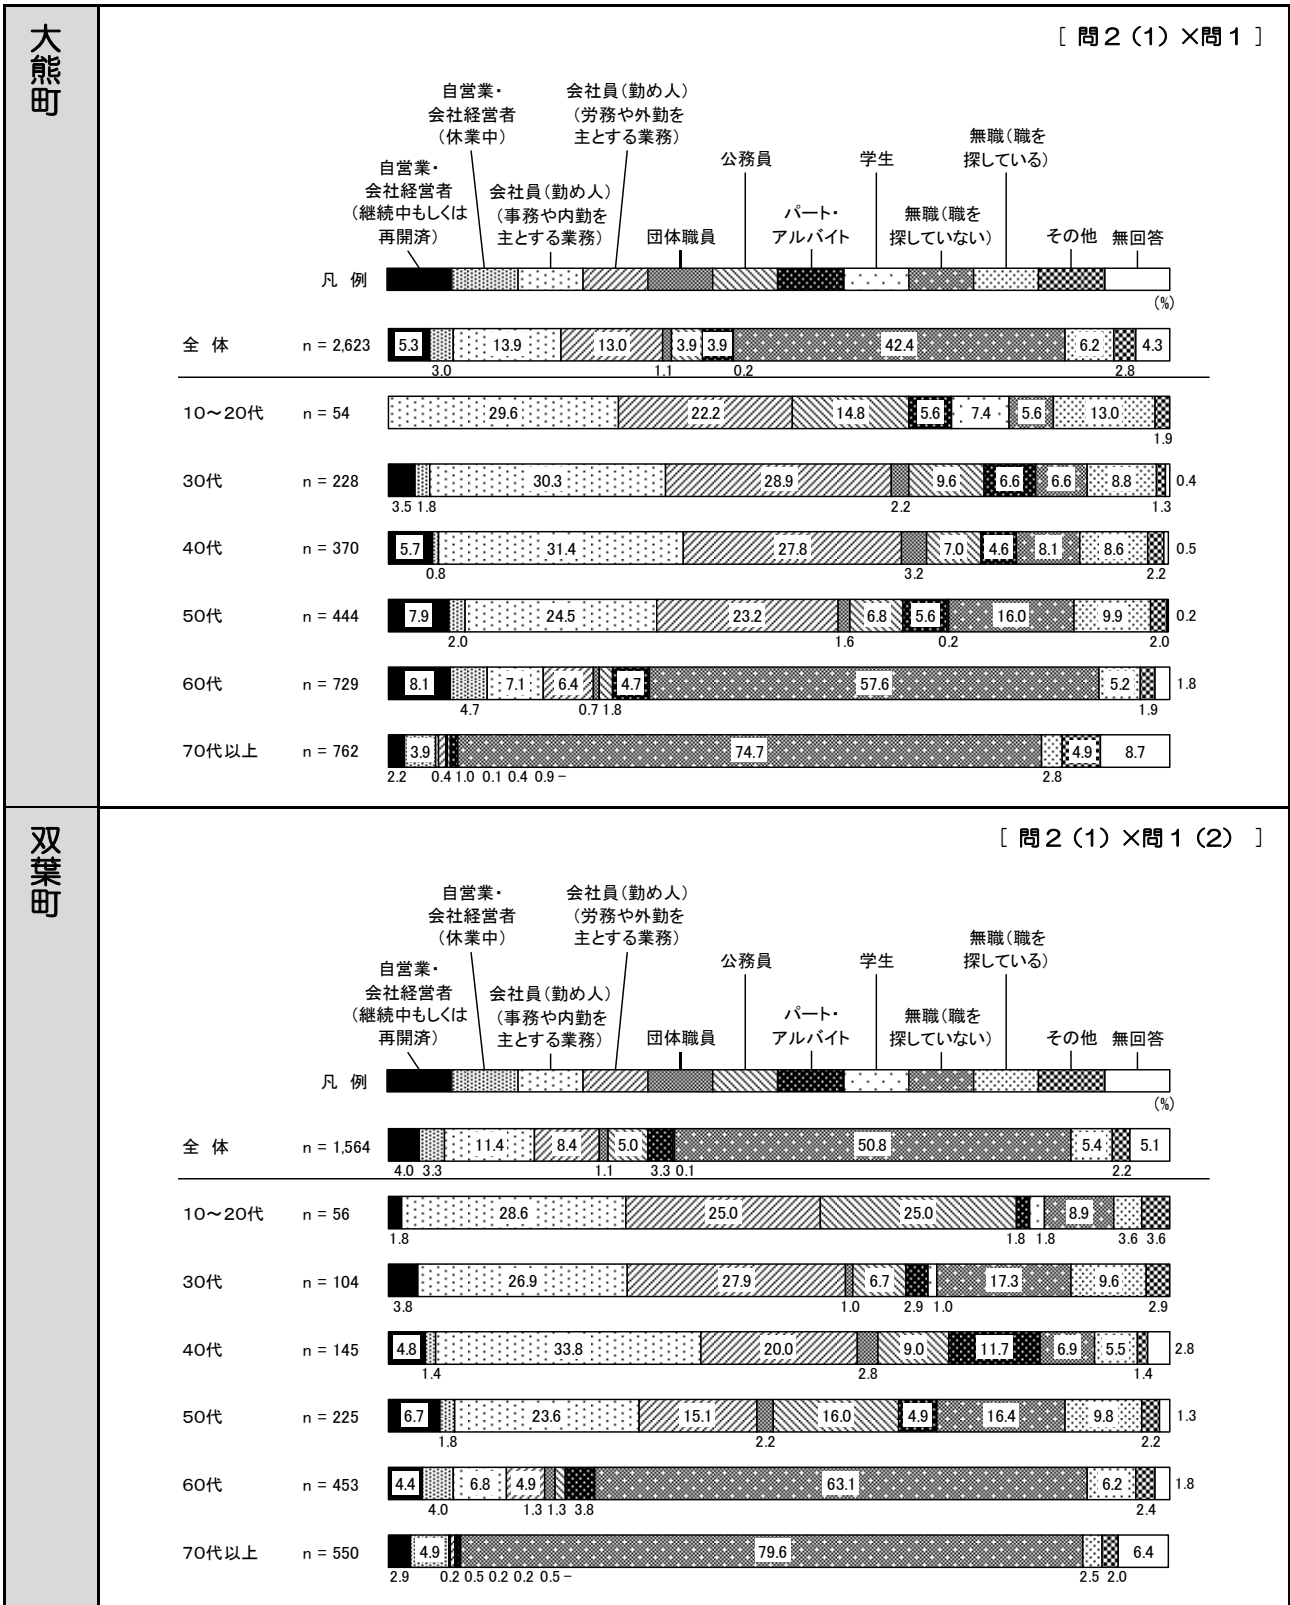 大熊町
[ 問2(1)×問1 ]
自営業・
会社経営者
(休業中)
会社員(勤め人)
(労務や外勤を
主とする業務)
公務員
学生
無職(職を
探している)
自営業・
会社経営者
(継続中もしくは
再開済)
会社員(勤め人)
(事務や内勤を
主とする業務)
団体職員
パート・
アルバイト
無職(職を
探していない)
その他
無回答
凡 例
(%)
全 体 n = 2,623 5.3 13.9 13.0 3.9 3.9 42.4 6.2 4.3
3.0 1.1 0.2 2.8
10~20代 n = 54 29.6 22.2 14.8 5.6 7.4 5.6 13.0
1.9
30代 n = 228 30.3 28.9 9.6 6.6 6.6 8.8 0.4
3.5 1.8 2.2 1.3
40代 n = 370 5.7 31.4 27.8 7.0 4.6 8.1 8.6 0.5
0.8 3.2 2.2
50代 n = 444 7.9 24.5 23.2 6.8 5.6 16.0 9.9 0.2
2.0 1.6 0.2 2.0
60代 n = 729 8.1 7.1 6.4 4.7 57.6 5.2 1.8
4.7 0.7 1.8 1.9
70代以上 n = 762 3.9 74.7 4.9 8.7
2.2 0.4 1.0 0.1 0.4 0.9 - 2.8
双葉町
[ 問2(1)×問1(2) ]
自営業・
会社経営者
(休業中)
会社員(勤め人)
(労務や外勤を
主とする業務)
公務員
学生
無職(職を
探している)
自営業・
会社経営者
(継続中もしくは
再開済)
会社員(勤め人)
(事務や内勤を
主とする業務)
団体職員
パート・
アルバイト
無職(職を
探していない)
その他
無回答
凡 例
(%)
全 体 n = 1,564 11.4 8.4 5.0 50.8 5.4 5.1
4.0 3.3 1.1 3.3 0.1 2.2
10~20代 n = 56 28.6 25.0 25.0 8.9
1.8 1.8 1.8 3.6 3.6
30代 n = 104 26.9 27.9 6.7 17.3 9.6
3.8 1.0 2.9 1.0 2.9
40代 n = 145 4.8 33.8 20.0 9.0 11.7 6.9 5.5 2.8
1.4 2.8 1.4
50代 n = 225 6.7 23.6 15.1 16.0 4.9 16.4 9.8 1.3
1.8 2.2 2.2
60代 n = 453 4.4 6.8 4.9 63.1 6.2 1.8
4.0 1.3 1.3 3.8 2.4
70代以上 n = 550 4.9 79.6 6.4
2.9 0.2 0.5 0.2 0.2 0.5 - 2.5 2.0